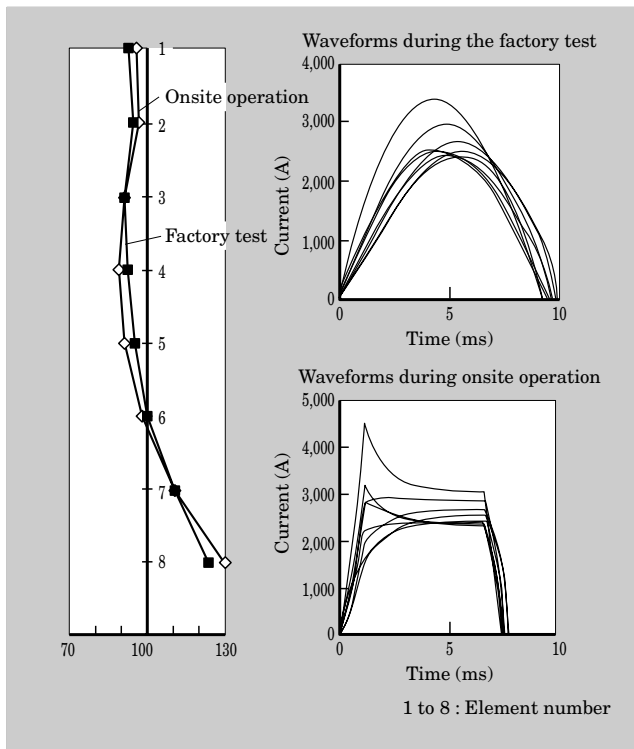 1
Onsite operation
2
3
Factory test
4
5
6
7
8
70 100 130
Waveforms during the factory test
4,000
3,000
2,000
1,000
0
Current (A)
0 5 10
Time (ms)
Waveforms during onsite operation
5,000
4,000
3,000
2,000
1,000
0
Current (A)
0 5 10
Time (ms)
1 to 8 : Element number